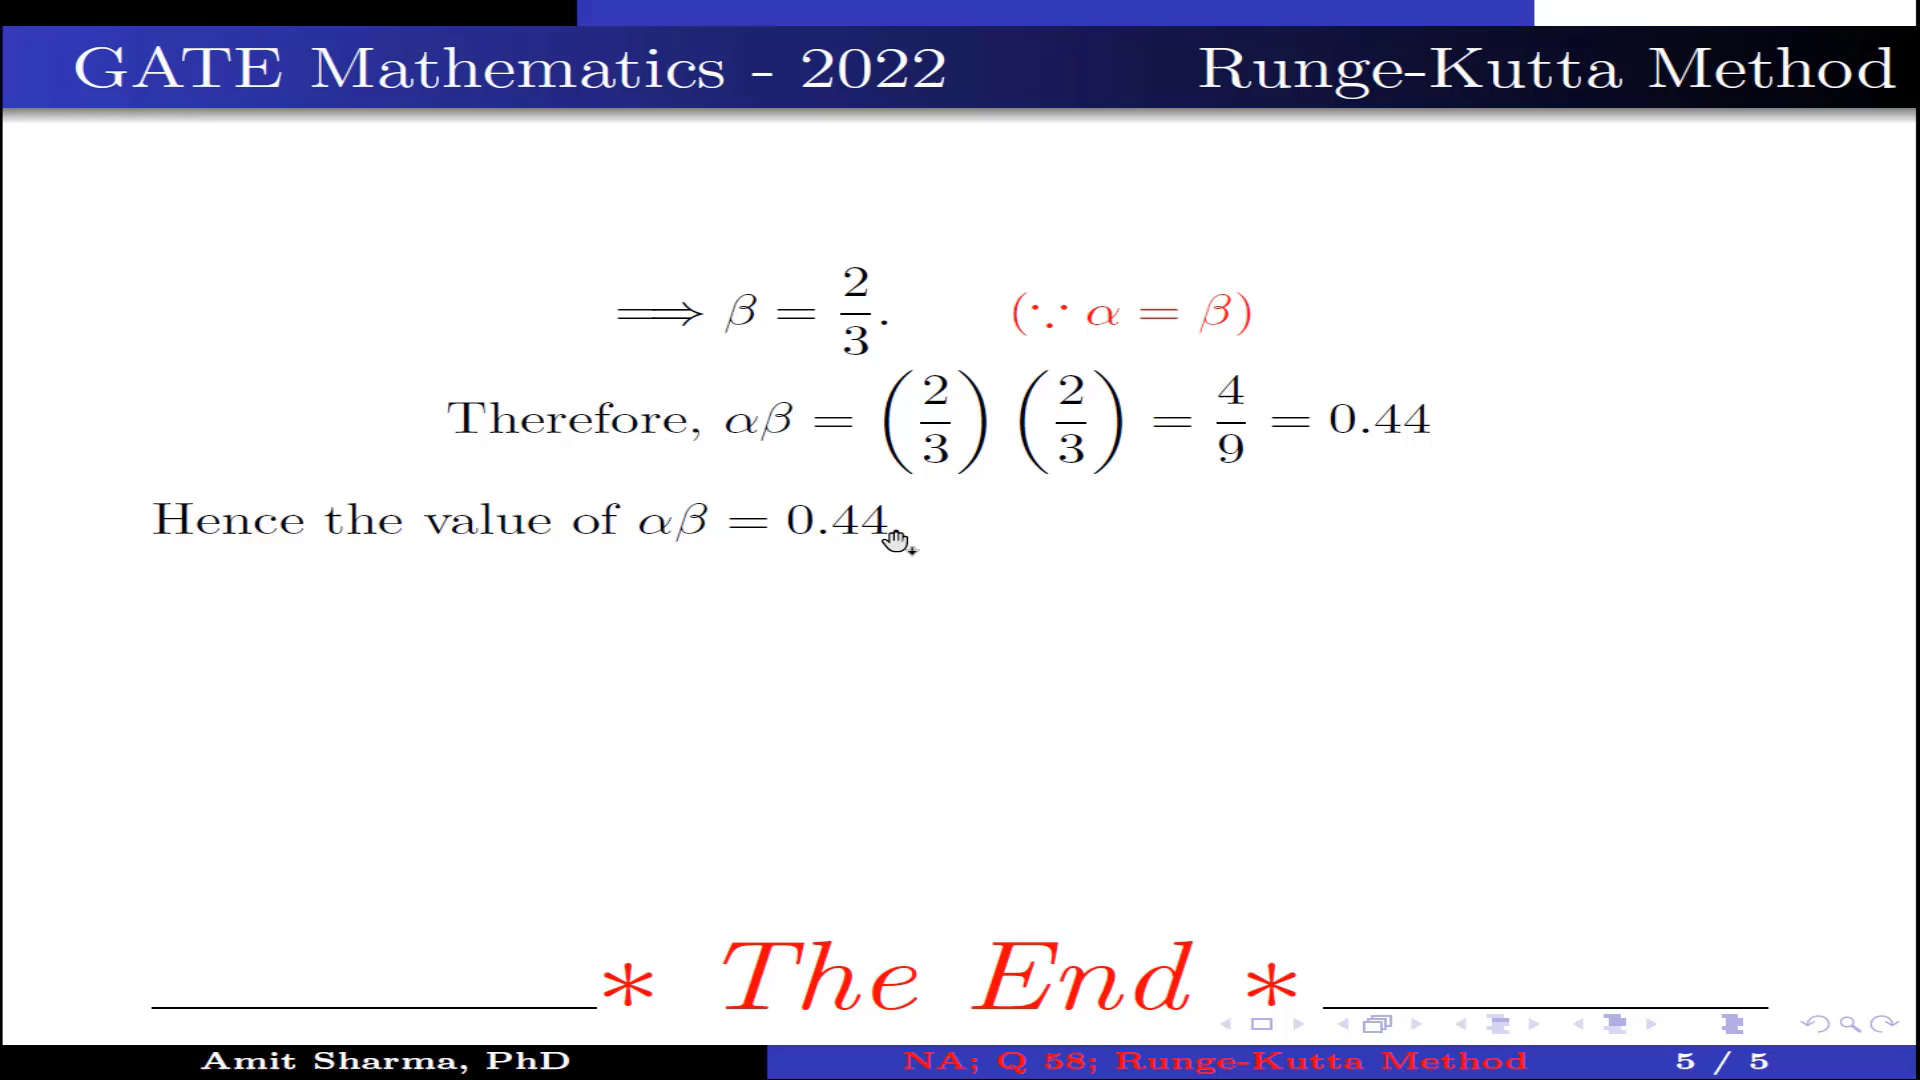 GATE Mathematics - 2022 Runge-Kutta Method
⟹ β = 2/3. (∵ α = β)
Therefore, αβ = (2/3) (2/3) = 4/9 = 0.44
Hence the value of αβ = 0.44
* The End *
Amit Sharma, PhD NA; Q 58; Runge-Kutta Method 5 / 5